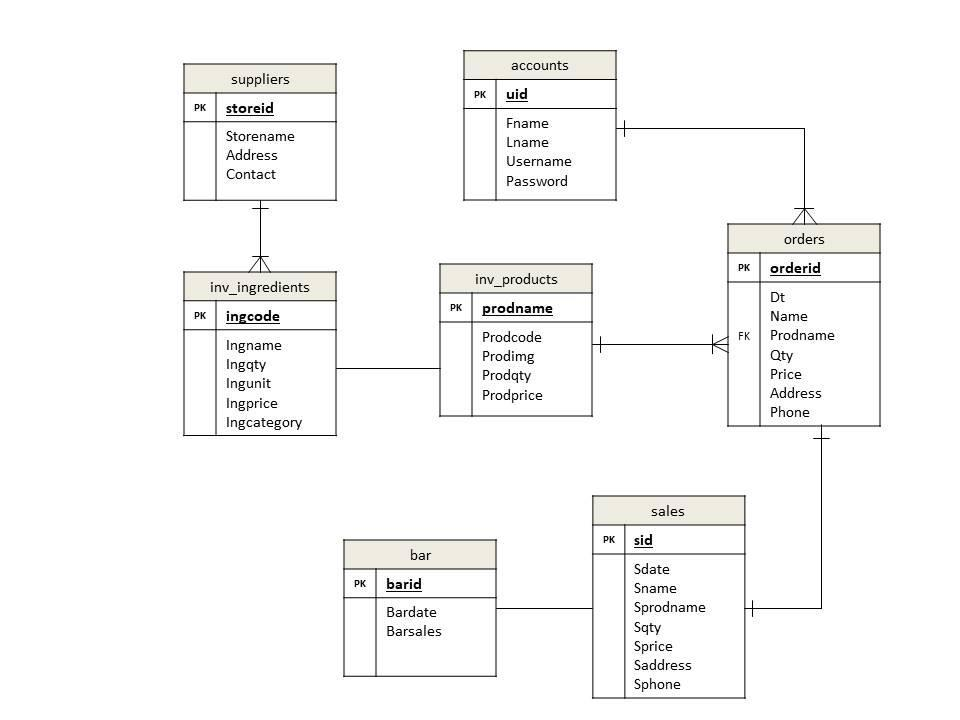 suppliers
PK storeid
Storename
Address
Contact
accounts
PK uid
Fname
Lname
Username
Password
orders
PK orderid
Dt
Name
FK Prodname
Qty
Price
Address
Phone
inv_ingredients
PK ingcode
Ingname
Ingqty
Ingunit
Ingprice
Ingcategory
inv_products
PK prodname
Prodcode
Prodimg
Prodqty
Prodprice
sales
PK sid
Sdate
Sname
Sprodname
Sqty
Sprice
Saddress
Sphone
bar
PK barid
Bardate
Barsales